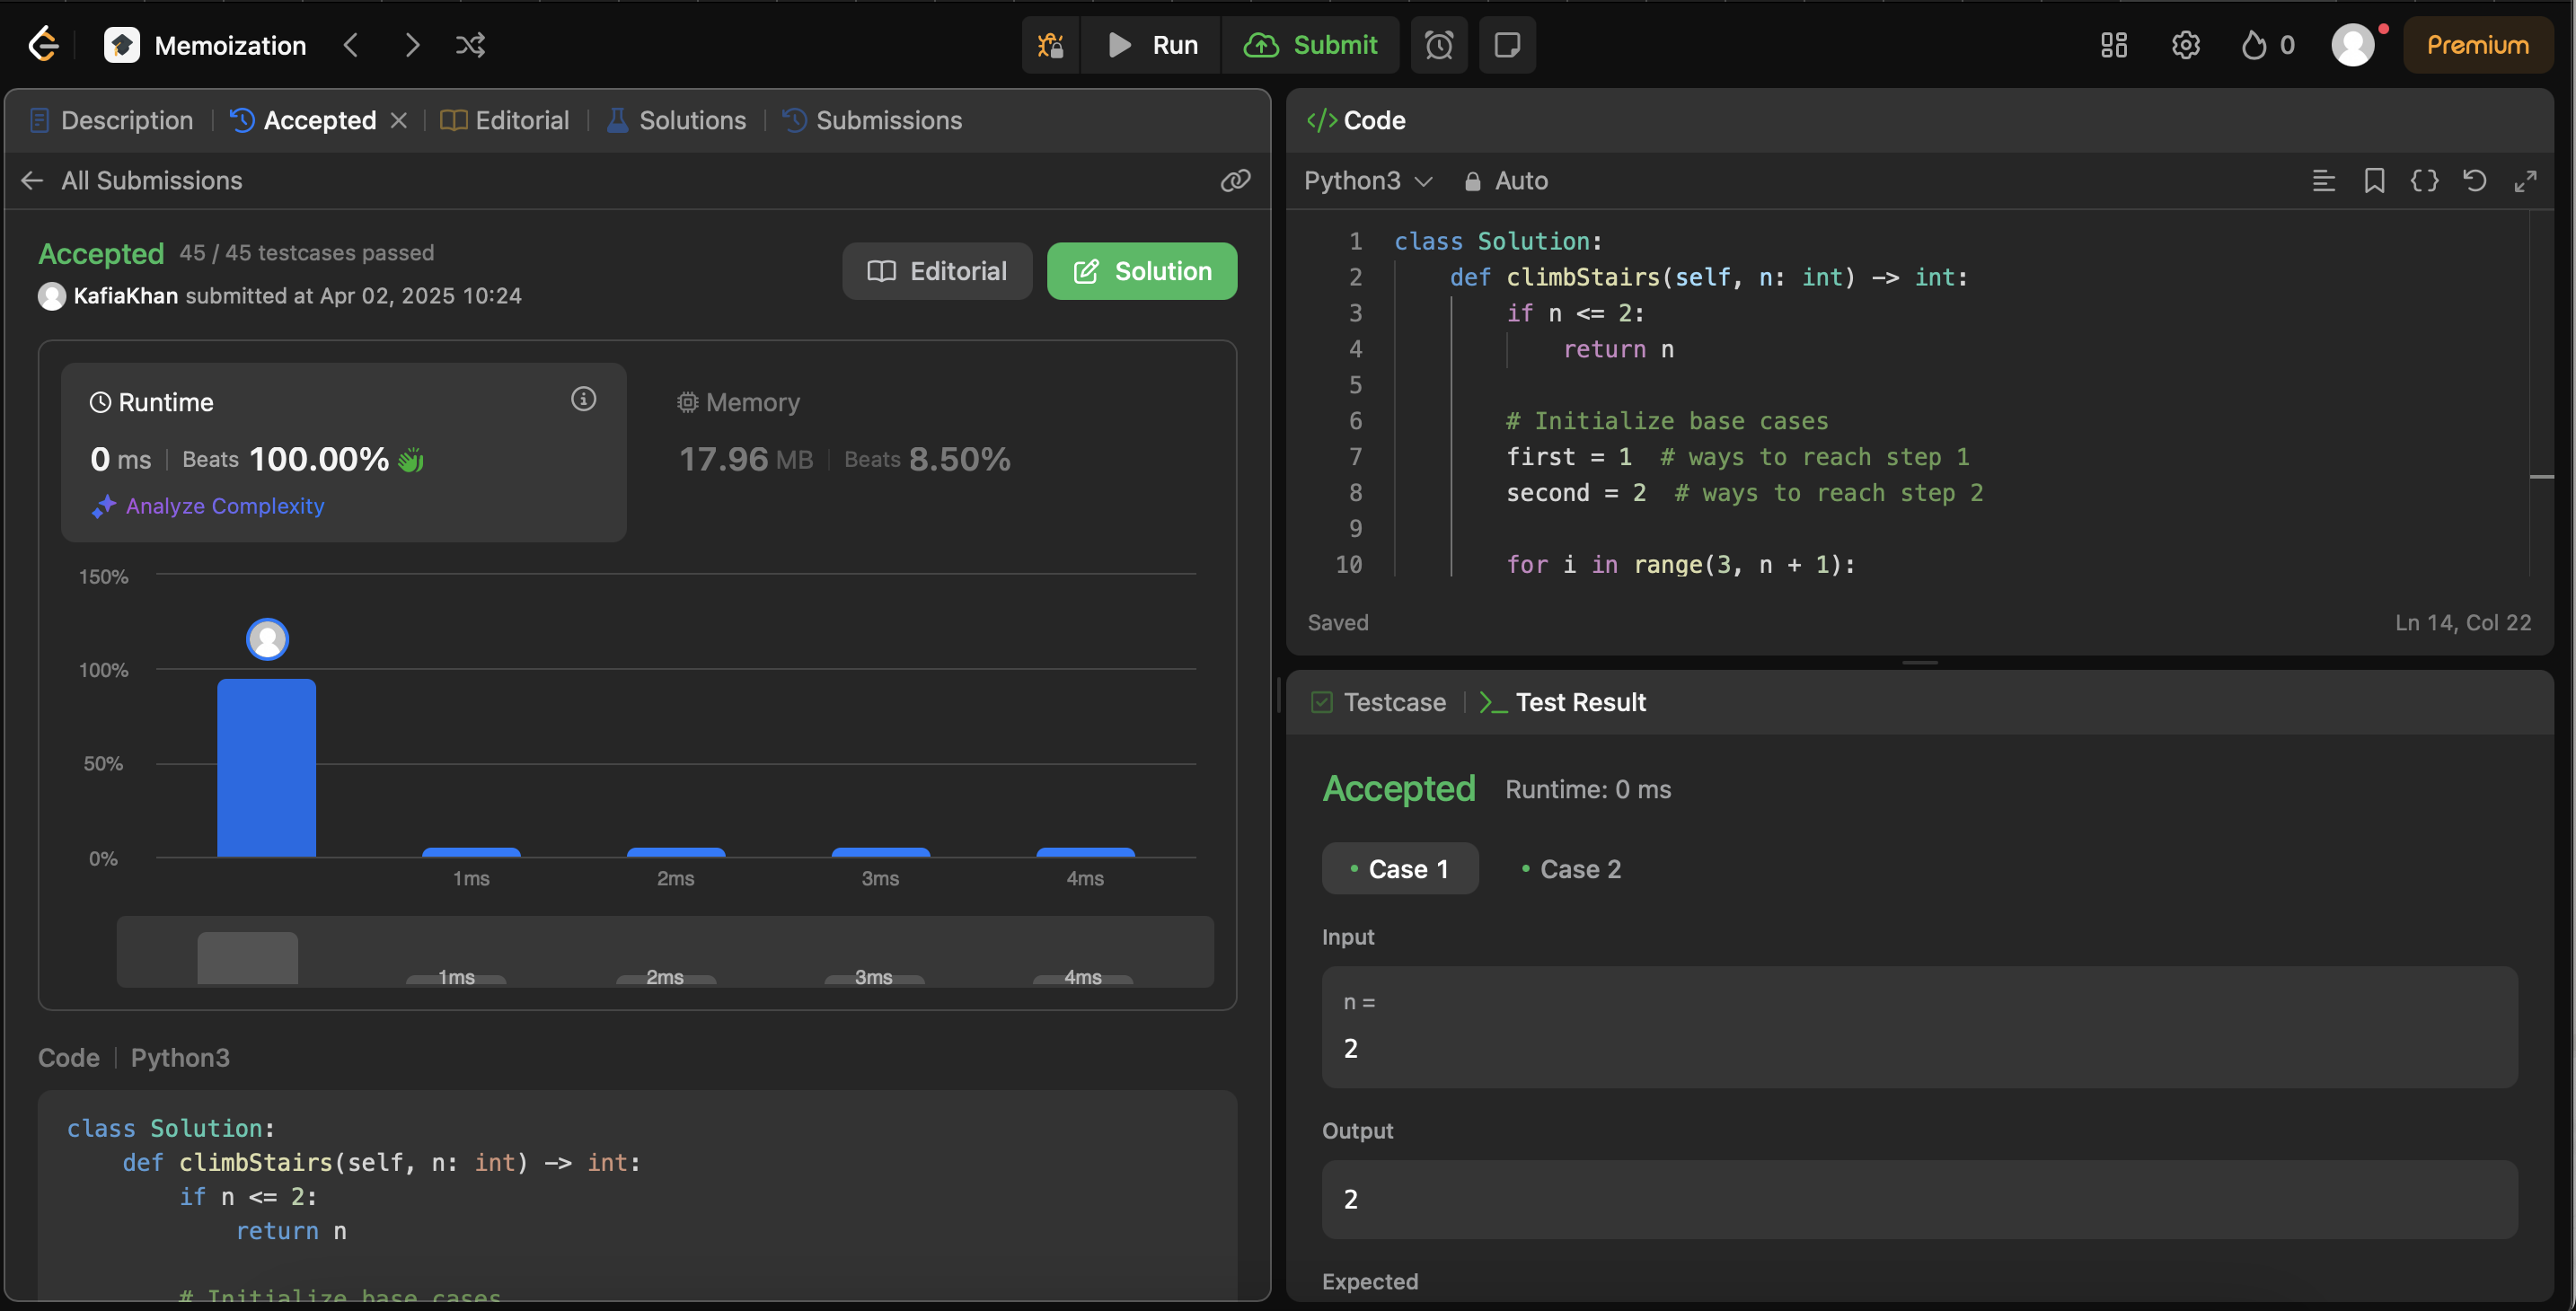 Memoization
Run
Submit
0
Premium
Description
Accepted
Editorial
Solutions
Submissions
All Submissions
Accepted 45 / 45 testcases passed
KafiaKhan submitted at Apr 02, 2025 10:24
Editorial
Solution
Runtime
0 ms Beats 100.00%
Analyze Complexity
Memory
17.96 MB Beats 8.50%
150%
100%
50%
0%
1ms 2ms 3ms 4ms
1ms 2ms 3ms 4ms
Code Python3
class Solution:
    def climbStairs(self, n: int) -> int:
        if n <= 2:
            return n
        # Initialize base cases
</> Code
Python3 Auto
1 class Solution:
2     def climbStairs(self, n: int) -> int:
3         if n <= 2:
4             return n
5
6         # Initialize base cases
7         first = 1  # ways to reach step 1
8         second = 2  # ways to reach step 2
9
10         for i in range(3, n + 1):
Saved
Ln 14, Col 22
Testcase
Test Result
Accepted Runtime: 0 ms
Case 1
Case 2
Input
n =
2
Output
2
Expected